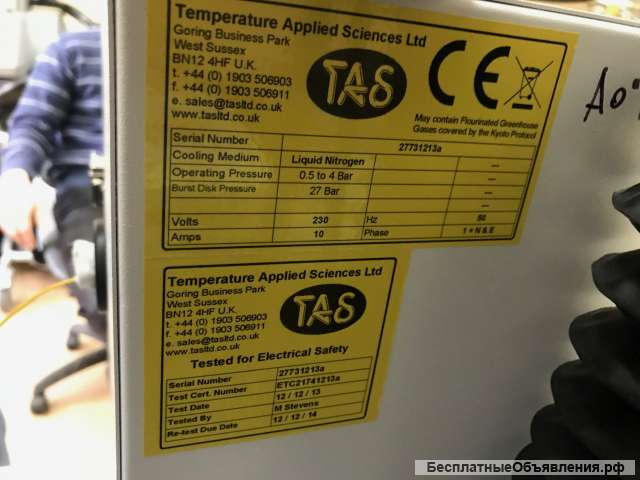 Temperature Applied Sciences Ltd
Goring Business Park
West Sussex
BN12 4HF U.K.
t. +44 (0) 1903 506903
f. +44 (0) 1903 506911
e. sales@tasltd.co.uk
www.tasltd.co.uk
TAS
CE
May contain Flourinated Greenhouse
Gases covered by the Kyoto Protocol
Serial Number 27731213a
Cooling Medium Liquid Nitrogen ---
Operating Pressure 0.5 to 4 Bar ---
Burst Disk Pressure 27 Bar ---
---
Volts 230 Hz 50
Amps 10 Phase 1 + N & E
Temperature Applied Sciences Ltd
Goring Business Park
West Sussex
BN12 4HF U.K.
t. +44 (0) 1903 506903
f. +44 (0) 1903 506911
e. sales@tasltd.co.uk
www.tasltd.co.uk
TAS
Tested for Electrical Safety
Serial Number 27731213a
Test Cert. Number ETC21741213a
Test Date 12 / 12 / 13
Tested By M Stevens
Re-test Due Date 12 / 12 / 14
БесплатныеОбъявления.рф